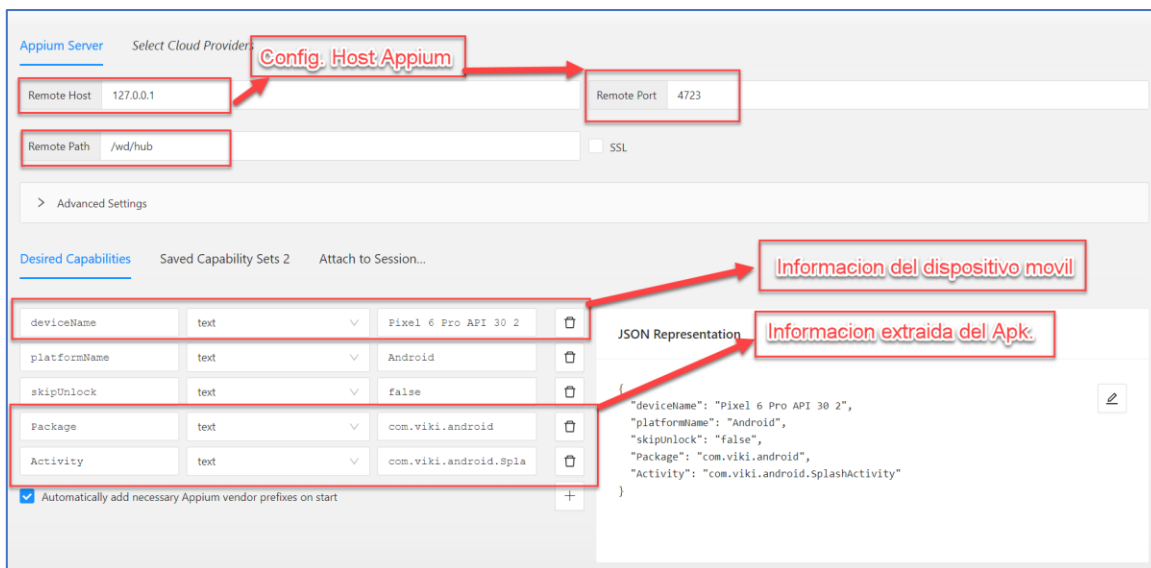 Appium Server Select Cloud Providers
Config. Host Appium
Remote Host 127.0.0.1 Remote Port 4723
Remote Path /wd/hub SSL
> Advanced Settings
Desired Capabilities Saved Capability Sets 2 Attach to Session...
Informacion del dispositivo movil
deviceName text Pixel 6 Pro API 30 2
JSON Representation Informacion extraida del Apk.
platformName text Android
skipUnlock text false
Package text com.viki.android
Activity text com.viki.android.Spla
Automatically add necessary Appium vendor prefixes on start +
{
"deviceName": "Pixel 6 Pro API 30 2",
"platformName": "Android",
"skipUnlock": "false",
"Package": "com.viki.android",
"Activity": "com.viki.android.SplashActivity"
}